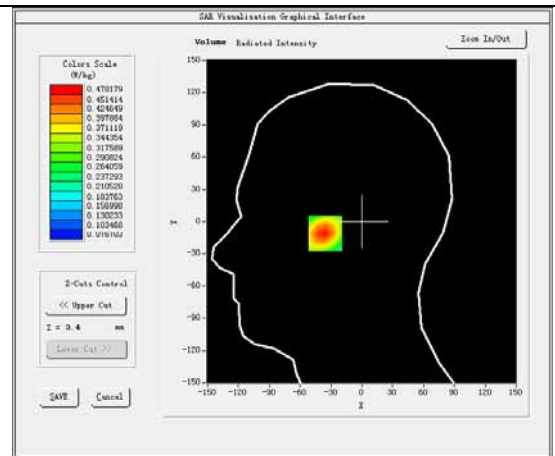 SAR Visualisation Graphical Interface
Volume Radiated Intensity
Zoom In/Out
Colors Scale
(W/kg)
0.478179
0.451414
0.424649
0.397884
0.371119
0.344354
0.317589
0.290824
0.264059
0.237293
0.210528
0.183763
0.156998
0.130233
0.103468
0.076703
Z-Cuts Control
<< Upper Cut
Z = 3.4 mm
Lower Cut >>
SAVE Cancel
150
120
90
60
30
Y 0
-30
-60
-90
-120
-150
-150 -120 -90 -60 -30 0 30 60 90 120 150
X